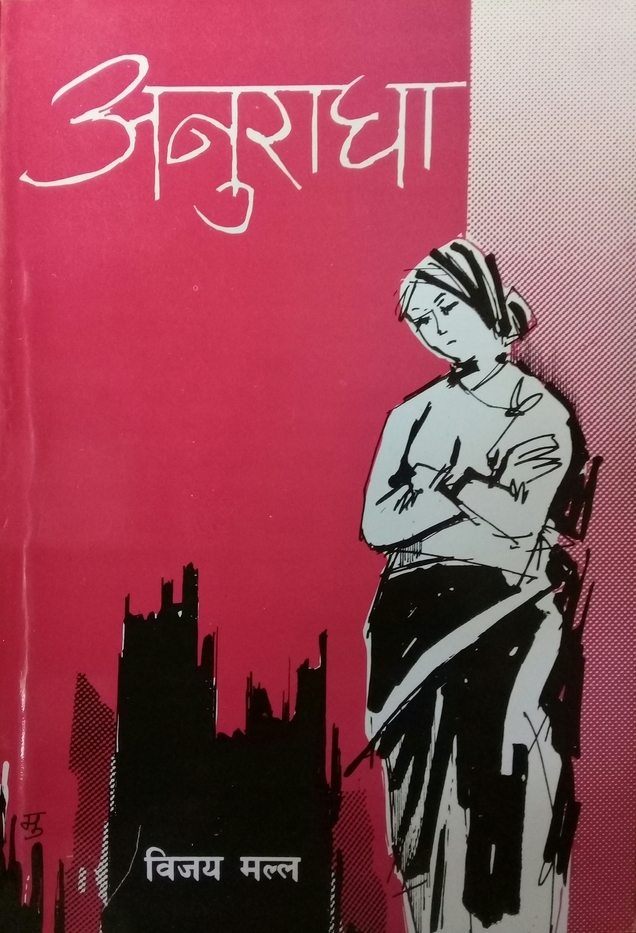 अनुराधा
मु
विजय मल्ल